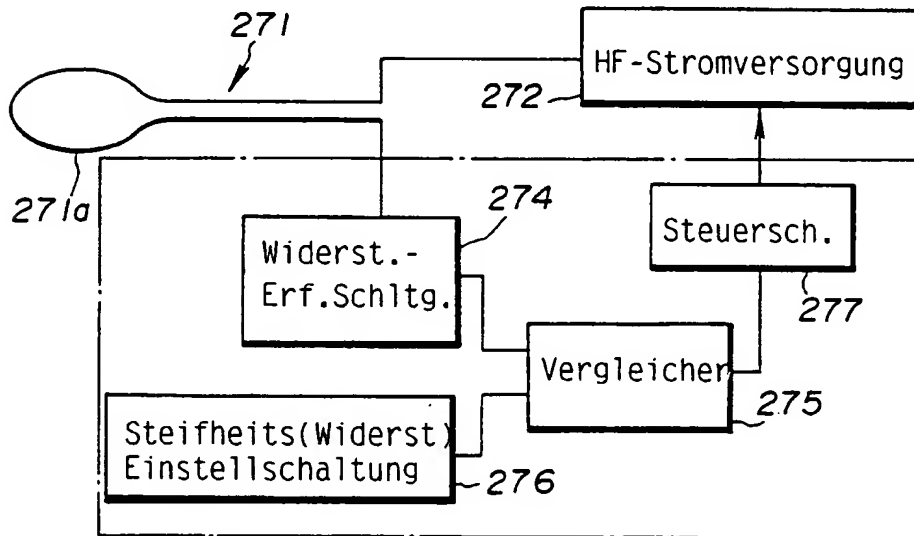 271
HF-Stromversorgung
272
271a
274
Widerst.-
Erf.Schltg.
Steuersch.
277
Vergleicher
275
Steifheits(Widerst)
Einstellschaltung
276